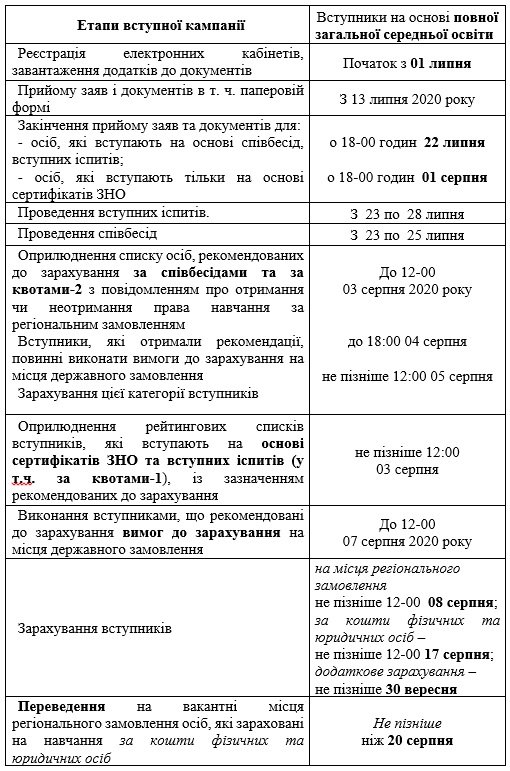 Етапи вступної кампанії
Вступники на основі повної
загальної середньої освіти
Реєстрація електронних кабінетів,
завантаження додатків до документів
Початок з 01 липня
Прийому заяв і документів в т. ч. паперовій
формі
З 13 липня 2020 року
Закінчення прийому заяв та документів для:
- осіб, які вступають на основі співбесід,
вступних іспитів;
- осіб, які вступають тільки на основі
сертифікатів ЗНО
о 18-00 годин 22 липня
о 18-00 годин 01 серпня
Проведення вступних іспитів.
З 23 по 28 липня
Проведення співбесід
З 23 по 25 липня
Оприлюднення списку осіб, рекомендованих
до зарахування за співбесідами та за
квотами-2 з повідомленням про отримання
чи неотримання права навчання за
регіональним замовленням
Вступники, які отримали рекомендації,
повинні виконати вимоги до зарахування на
місця державного замовлення
Зарахування цієї категорії вступників
До 12-00
03 серпня 2020 року
до 18:00 04 серпня
не пізніше 12:00 05 серпня
Оприлюднення рейтингових списків
вступників, які вступають на основі
сертифікатів ЗНО та вступних іспитів (у
т.ч. за квотами-1), із зазначенням
рекомендованих до зарахування
не пізніше 12:00
03 серпня
Виконання вступниками, що рекомендовані
до зарахування вимог до зарахування на
місця державного замовлення
До 12-00
07 серпня 2020 року
Зарахування вступників
на місця регіонального
замовлення
не пізніше 12-00 08 серпня;
за кошти фізичних та
юридичних осіб –
не пізніше 12-00 17 серпня;
додаткове зарахування –
не пізніше 30 вересня
Переведення на вакантні місця
регіонального замовлення осіб, які зараховані
на навчання за кошти фізичних та
юридичних осіб
Не пізніше
ніж 20 серпня